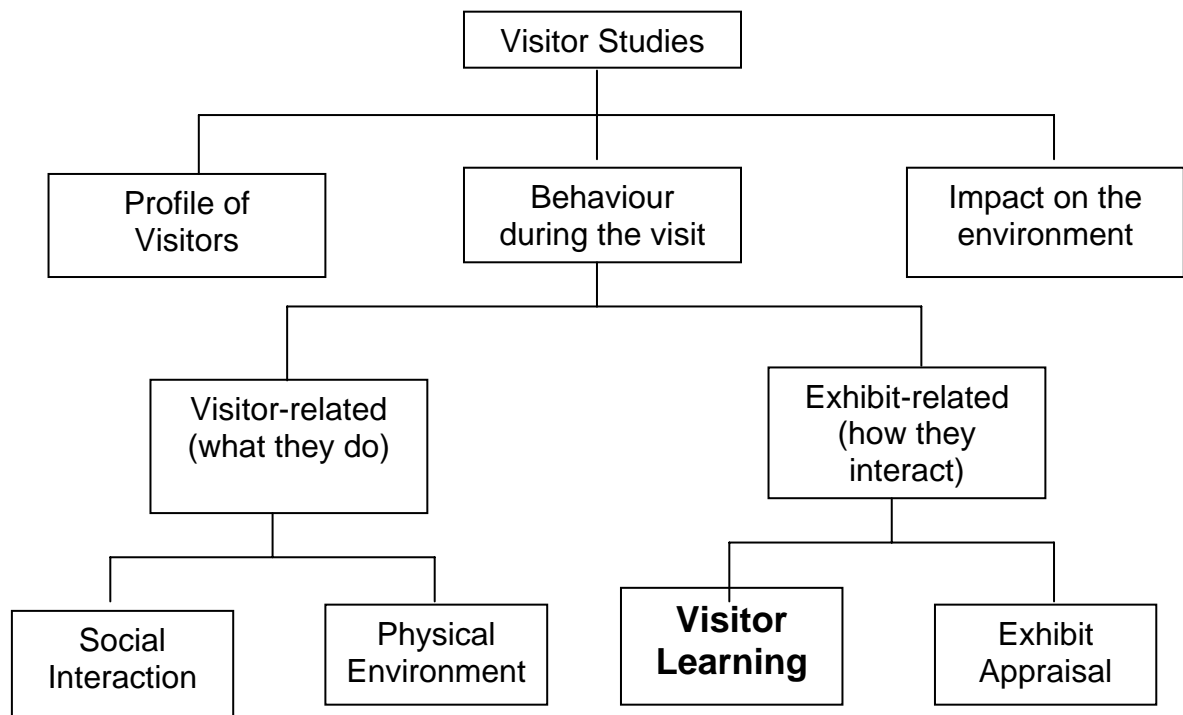 Visitor Studies
Profile of
Visitors
Behaviour
during the visit
Impact on the
environment
Visitor-related
(what they do)
Exhibit-related
(how they
interact)
Social
Interaction
Physical
Environment
Visitor
Learning
Exhibit
Appraisal